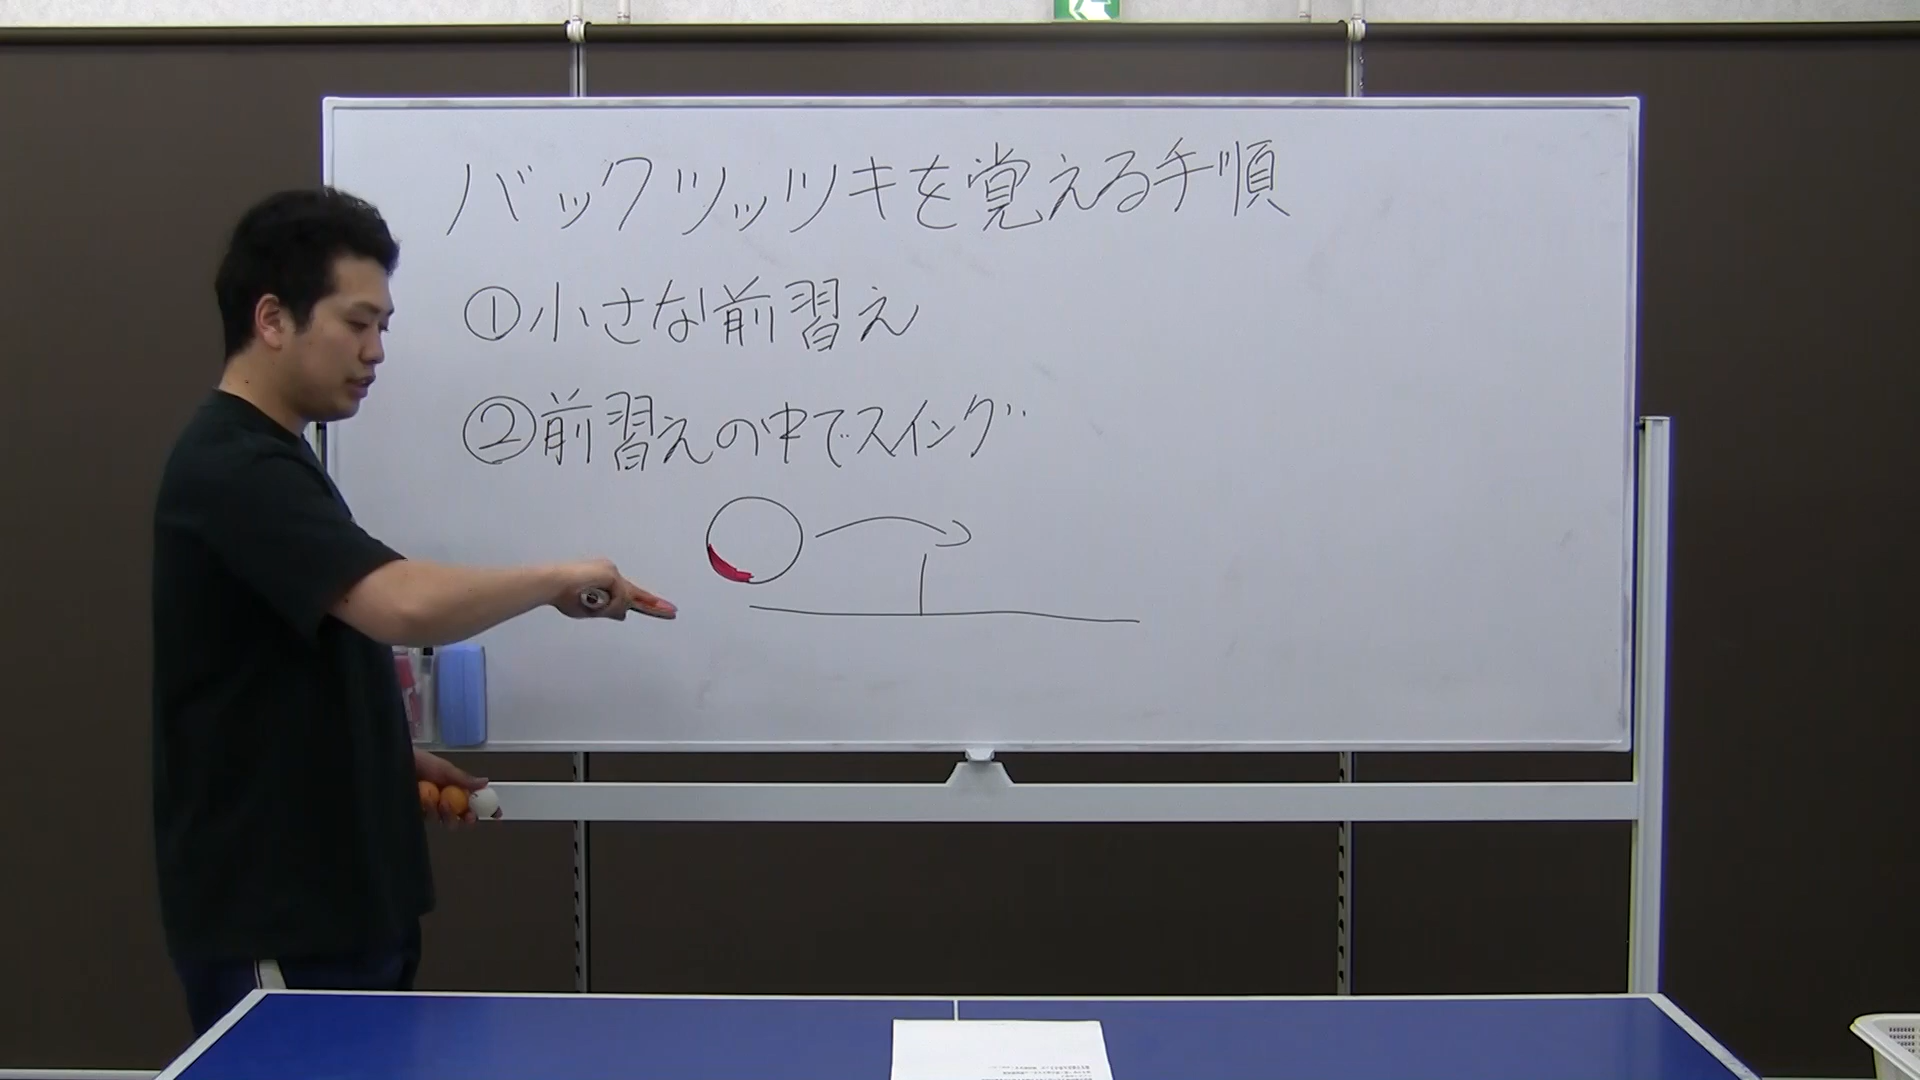 バックツッツキを覚える手順
①小さな前習え
②前習えの中でスイング